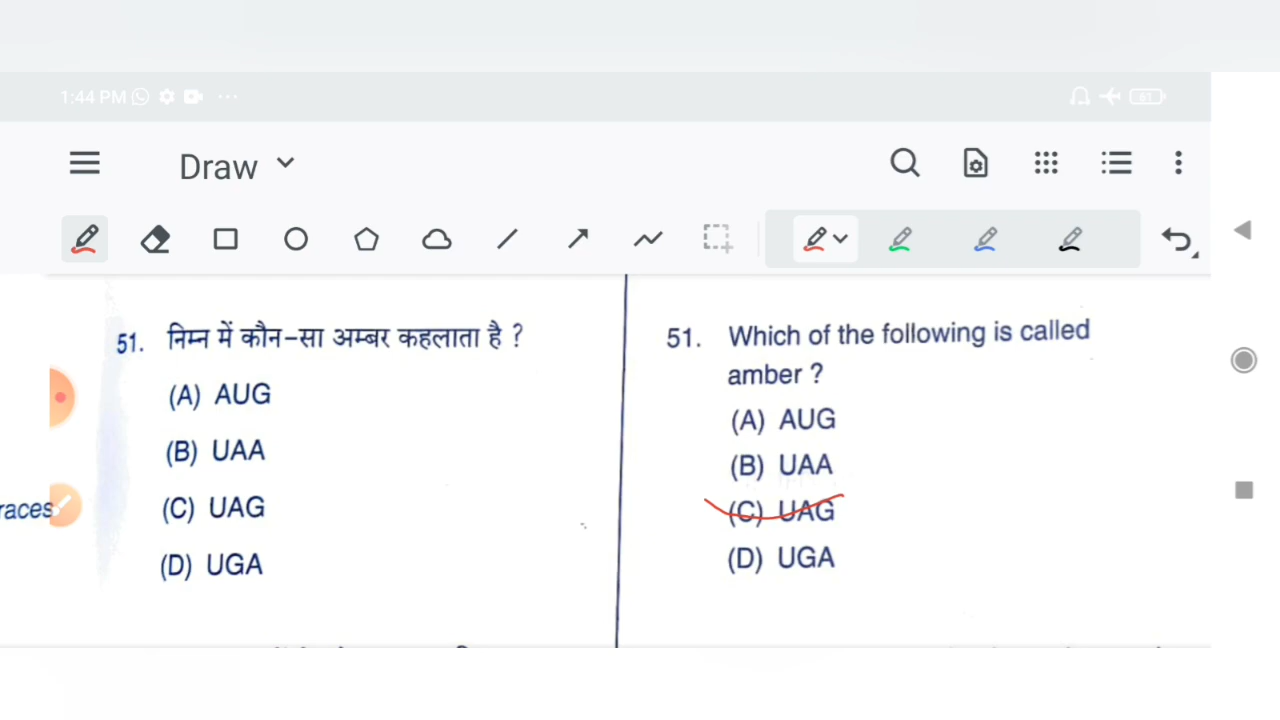 1:44 PM
61
Draw
51. निम्न में कौन-सा अम्बर कहलाता है ?
(A) AUG
(B) UAA
(C) UAG
(D) UGA
races
51. Which of the following is called
amber ?
(A) AUG
(B) UAA
(C) UAG
(D) UGA